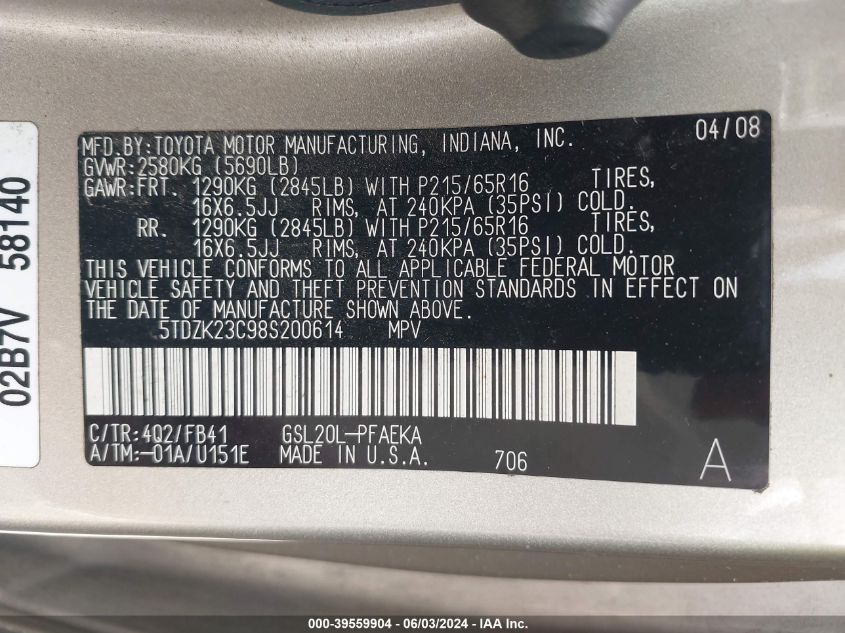 02B7V 58140
MFD.BY:TOYOTA MOTOR MANUFACTURING, INDIANA, INC. 04/08
GVWR:2580KG (5690LB)
GAWR:FRT. 1290KG (2845LB) WITH P215/65R16 TIRES,
16X6.5JJ RIMS, AT 240KPA (35PSI) COLD.
RR. 1290KG (2845LB) WITH P215/65R16 TIRES,
16X6.5JJ RIMS, AT 240KPA (35PSI) COLD.
THIS VEHICLE CONFORMS TO ALL APPLICABLE FEDERAL MOTOR
VEHICLE SAFETY AND THEFT PREVENTION STANDARDS IN EFFECT ON
THE DATE OF MANUFACTURE SHOWN ABOVE.
5TDZK23C98S200614 MPV
C/TR:4Q2/FB41 GSL20L-PFAEKA
A/TM:-01A/U151E MADE IN U.S.A. 706 A
000-39559904 - 06/03/2024 - IAA Inc.